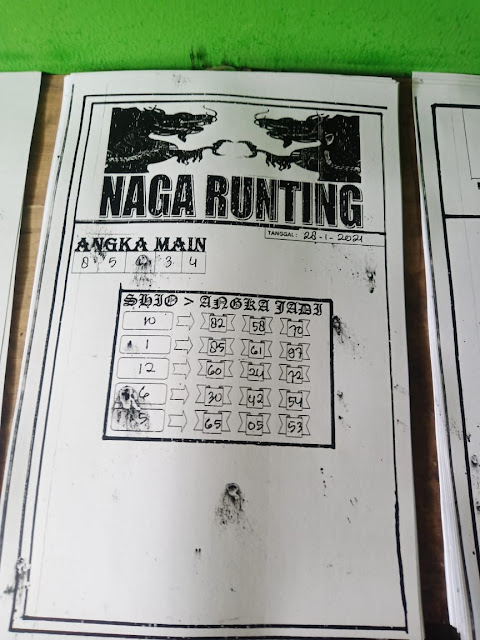 NAGA RUNTING
TANGGAL: 28-1-2021
ANGKA MAIN
8 5 3 4
SHIO > ANGKA JADI
10 82 58 70
1 85 61 97
12 60 24 72
6 30 42 54
5 65 05 53